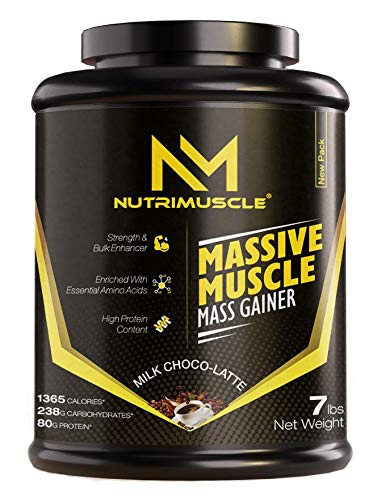 NM
NUTRIMUSCLE®
New Pack
Strength &
Bulk Enhancer
Enriched With
Essential Amino Acids
High Protein
Content
MASSIVE
MUSCLE
MASS GAINER
MILK CHOCO-LATTE
1365 CALORIES*
238G CARBOHYDRATES*
80G PROTEIN*
7 lbs
Net Weight